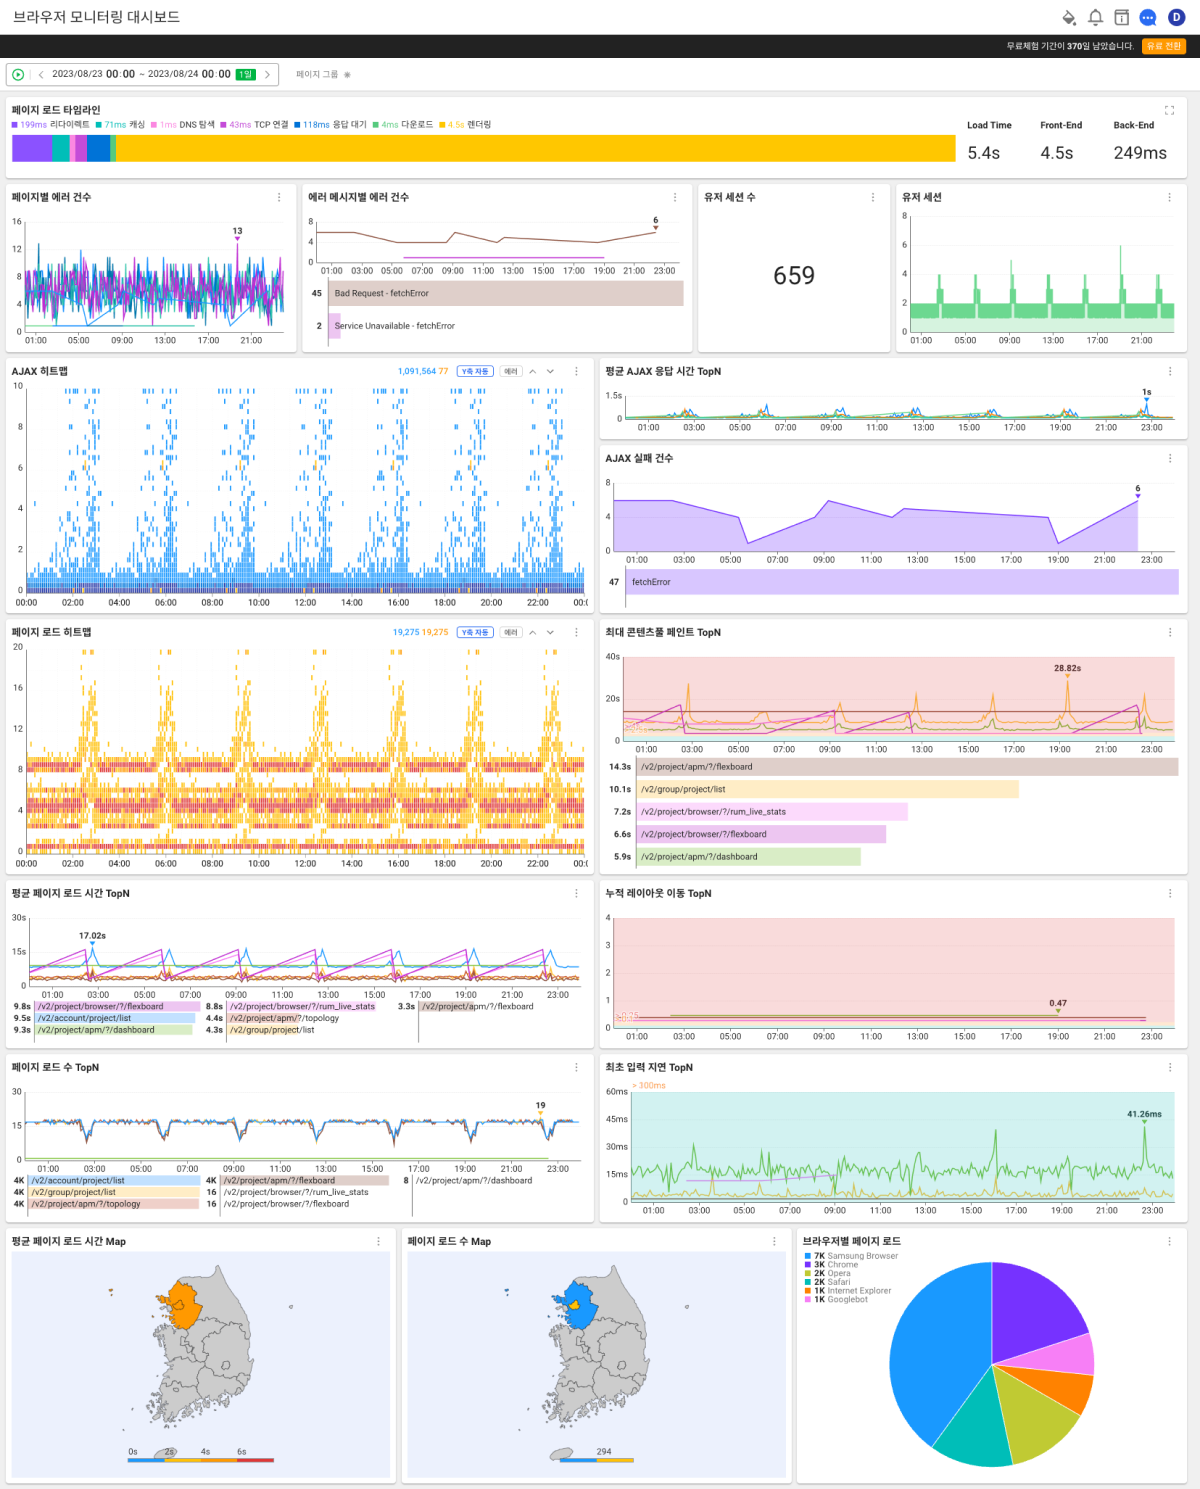 브라우저 모니터링 대시보드
D
무료체험 기간이 370일 남았습니다. 유료 전환
2023/08/23 00:00 ~ 2023/08/24 00:00 1일
페이지 그룹
페이지 로드 타임라인
199ms 리다이렉트 71ms 캐싱 1ms DNS 탐색 43ms TCP 연결 118ms 응답 대기 4ms 다운로드 4.5s 렌더링
Load Time Front-End Back-End
5.4s 4.5s 249ms
페이지별 에러 건수
16
12
8
4
0
13
01:00 05:00 09:00 13:00 17:00 21:00
에러 메시지별 에러 건수
8
4
0
6
01:00 03:00 05:00 07:00 09:00 11:00 13:00 15:00 17:00 19:00 21:00 23:00
45 Bad Request - fetchError
2 Service Unavailable - fetchError
유저 세션 수
659
유저 세션
8
6
4
2
0
01:00 05:00 09:00 13:00 17:00 21:00
AJAX 히트맵
1,091,564 77 Y축 자동 에러
10
8
6
4
2
0
00:00 02:00 04:00 06:00 08:00 10:00 12:00 14:00 16:00 18:00 20:00 22:00 00:(
평균 AJAX 응답 시간 TopN
1.5s
0
1s
01:00 03:00 05:00 07:00 09:00 11:00 13:00 15:00 17:00 19:00 21:00 23:00
AJAX 실패 건수
8
4
0
6
01:00 03:00 05:00 07:00 09:00 11:00 13:00 15:00 17:00 19:00 21:00 23:00
47 fetchError
페이지 로드 히트맵
19,275 19,275 Y축 자동 에러
20
16
12
8
4
0
00:00 02:00 04:00 06:00 08:00 10:00 12:00 14:00 16:00 18:00 20:00 22:00 00:(
최대 콘텐츠풀 페인트 TopN
40s
20s
0
28.82s
01:00 03:00 05:00 07:00 09:00 11:00 13:00 15:00 17:00 19:00 21:00 23:00
14.3s /v2/project/apm/?/flexboard
10.1s /v2/group/project/list
7.2s /v2/project/browser/?/rum_live_stats
6.6s /v2/project/browser/?/flexboard
5.9s /v2/project/apm/?/dashboard
평균 페이지 로드 시간 TopN
30s
15s
0
17.02s
01:00 03:00 05:00 07:00 09:00 11:00 13:00 15:00 17:00 19:00 21:00 23:00
9.8s /v2/project/browser/?/flexboard 8.8s /v2/project/browser/?/rum_live_stats 3.3s /v2/project/apm/?/flexboard
9.5s /v2/account/project/list 4.4s /v2/project/apm/?/topology
9.3s /v2/project/apm/?/dashboard 4.3s /v2/group/project/list
누적 레이아웃 이동 TopN
4
3
2
1
0
0.47
01:00 03:00 05:00 07:00 09:00 11:00 13:00 15:00 17:00 19:00 21:00 23:00
페이지 로드 수 TopN
30
15
0
19
01:00 03:00 05:00 07:00 09:00 11:00 13:00 15:00 17:00 19:00 21:00 23:00
4K /v2/account/project/list 4K /v2/project/apm/?/flexboard 8 /v2/project/apm/?/dashboard
4K /v2/group/project/list 16 /v2/project/browser/?/rum_live_stats
4K /v2/project/apm/?/topology 16 /v2/project/browser/?/flexboard
최초 입력 지연 TopN
> 300ms
60ms
45ms
30ms
15ms
0
41.26ms
01:00 03:00 05:00 07:00 09:00 11:00 13:00 15:00 17:00 19:00 21:00 23:00
평균 페이지 로드 시간 Map
0s 2s 4s 6s
페이지 로드 수 Map
294
브라우저별 페이지 로드
7K Samsung Browser
3K Chrome
2K Opera
2K Safari
1K Internet Explorer
1K Googlebot